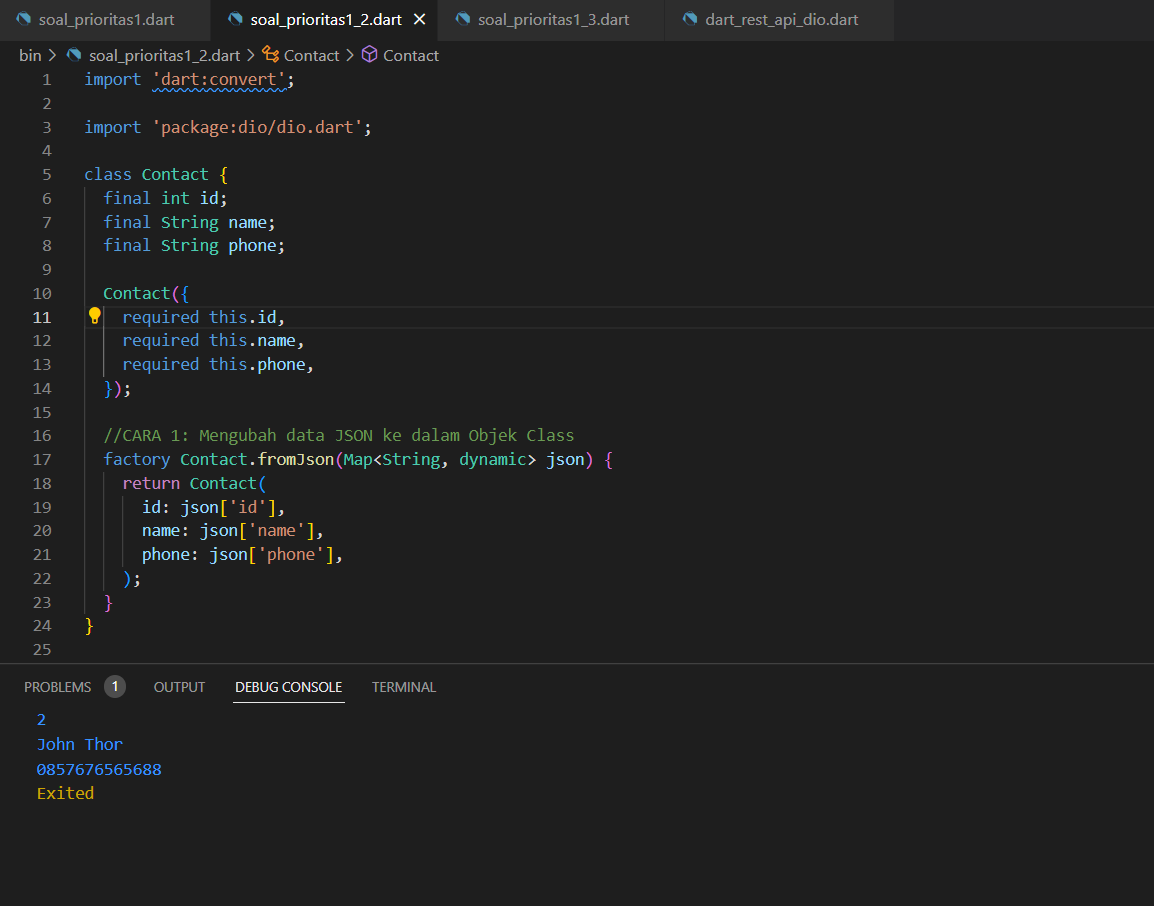 soal_prioritas1.dart soal_prioritas1_2.dart soal_prioritas1_3.dart dart_rest_api_dio.dart
bin > soal_prioritas1_2.dart > Contact > Contact
1 import 'dart:convert';
2
3 import 'package:dio/dio.dart';
4
5 class Contact {
6 final int id;
7 final String name;
8 final String phone;
9
10 Contact({
11 required this.id,
12 required this.name,
13 required this.phone,
14 });
15
16 //CARA 1: Mengubah data JSON ke dalam Objek Class
17 factory Contact.fromJson(Map<String, dynamic> json) {
18 return Contact(
19 id: json['id'],
20 name: json['name'],
21 phone: json['phone'],
22 );
23 }
24 }
25
PROBLEMS 1 OUTPUT DEBUG CONSOLE TERMINAL
2
John Thor
0857676565688
Exited